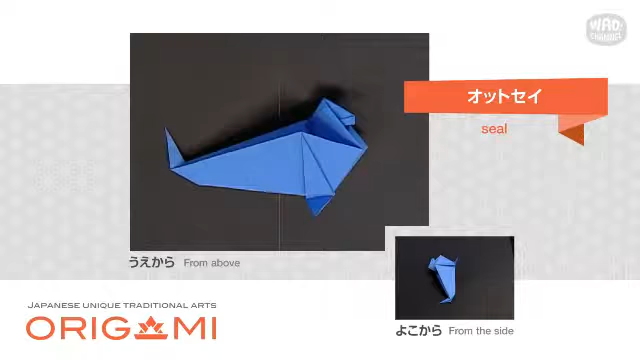 WAO!
CHANNEL
オットセイ
seal
うえから From above
よこから From the side
JAPANESE UNIQUE TRADITIONAL ARTS
ORIGAMI